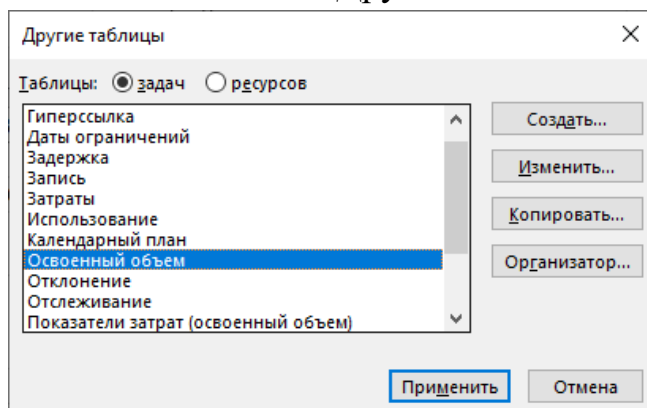 Другие таблицы
Таблицы: задач ресурсов
Гиперссылка
Даты ограничений
Задержка
Запись
Затраты
Использование
Календарный план
Освоенный объем
Отклонение
Отслеживание
Показатели затрат (освоенный объем)
Создать...
Изменить...
Копировать...
Организатор...
Применить
Отмена